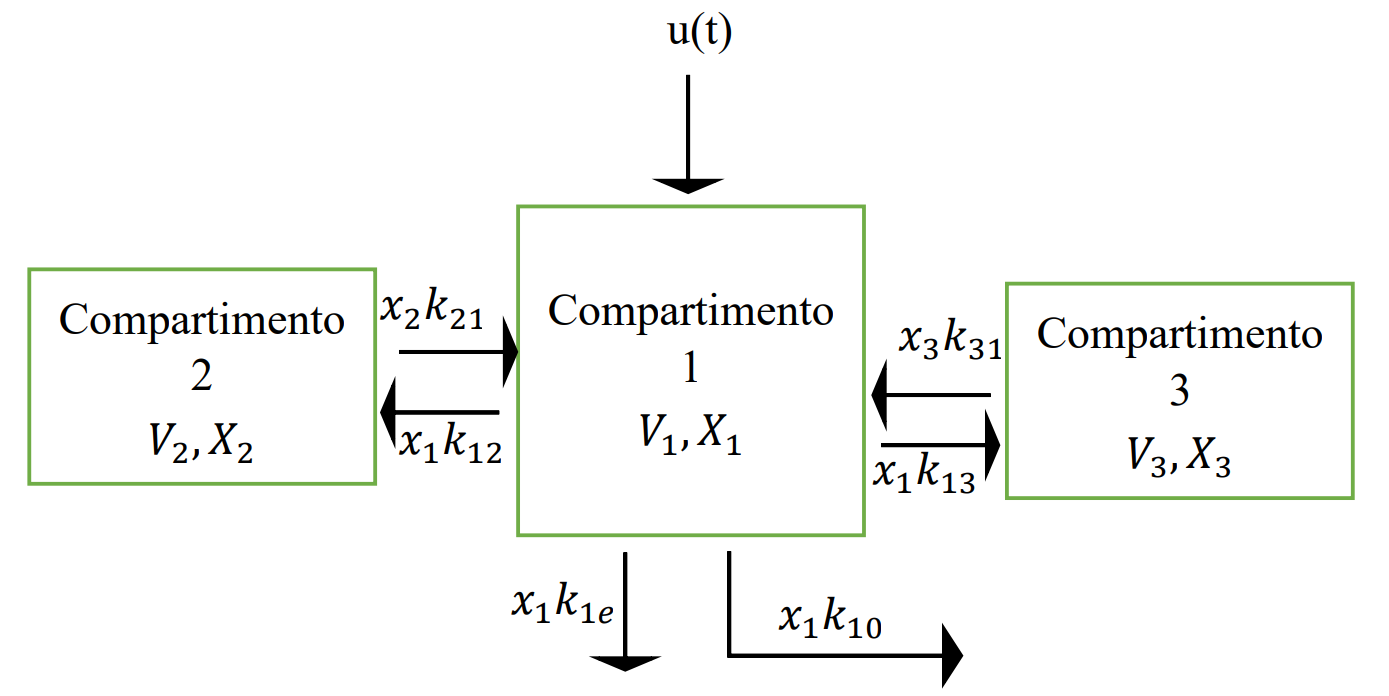 u(t)
Compartimento
2
V₂, X₂
x₂k₂₁
x₁k₁₂
Compartimento
1
V₁, X₁
x₃k₃₁
x₁k₁₃
Compartimento
3
V₃, X₃
x₁k₁ₑ
x₁k₁₀